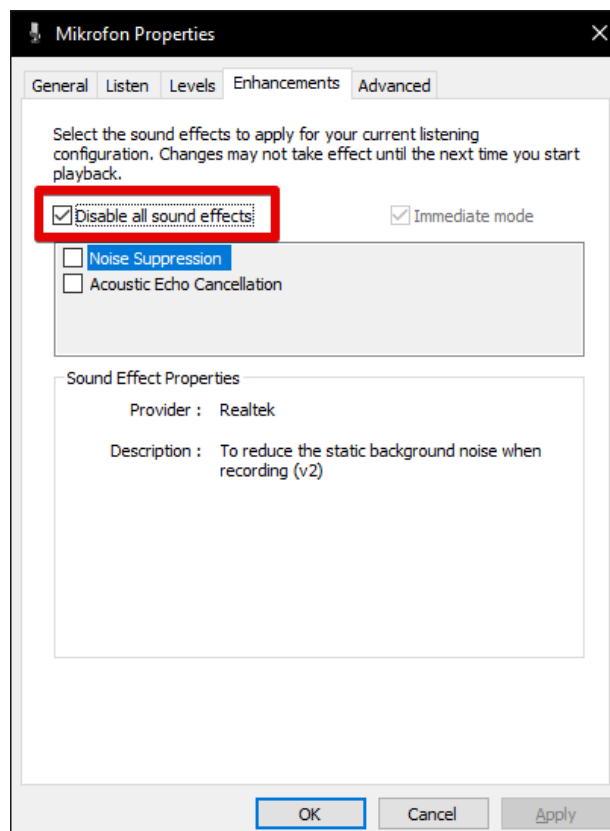 Mikrofon Properties
General Listen Levels Enhancements Advanced
Select the sound effects to apply for your current listening
configuration. Changes may not take effect until the next time you start
playback.
Disable all sound effects Immediate mode
Noise Suppression
Acoustic Echo Cancellation
Sound Effect Properties
Provider : Realtek
Description : To reduce the static background noise when
recording (v2)
OK Cancel Apply